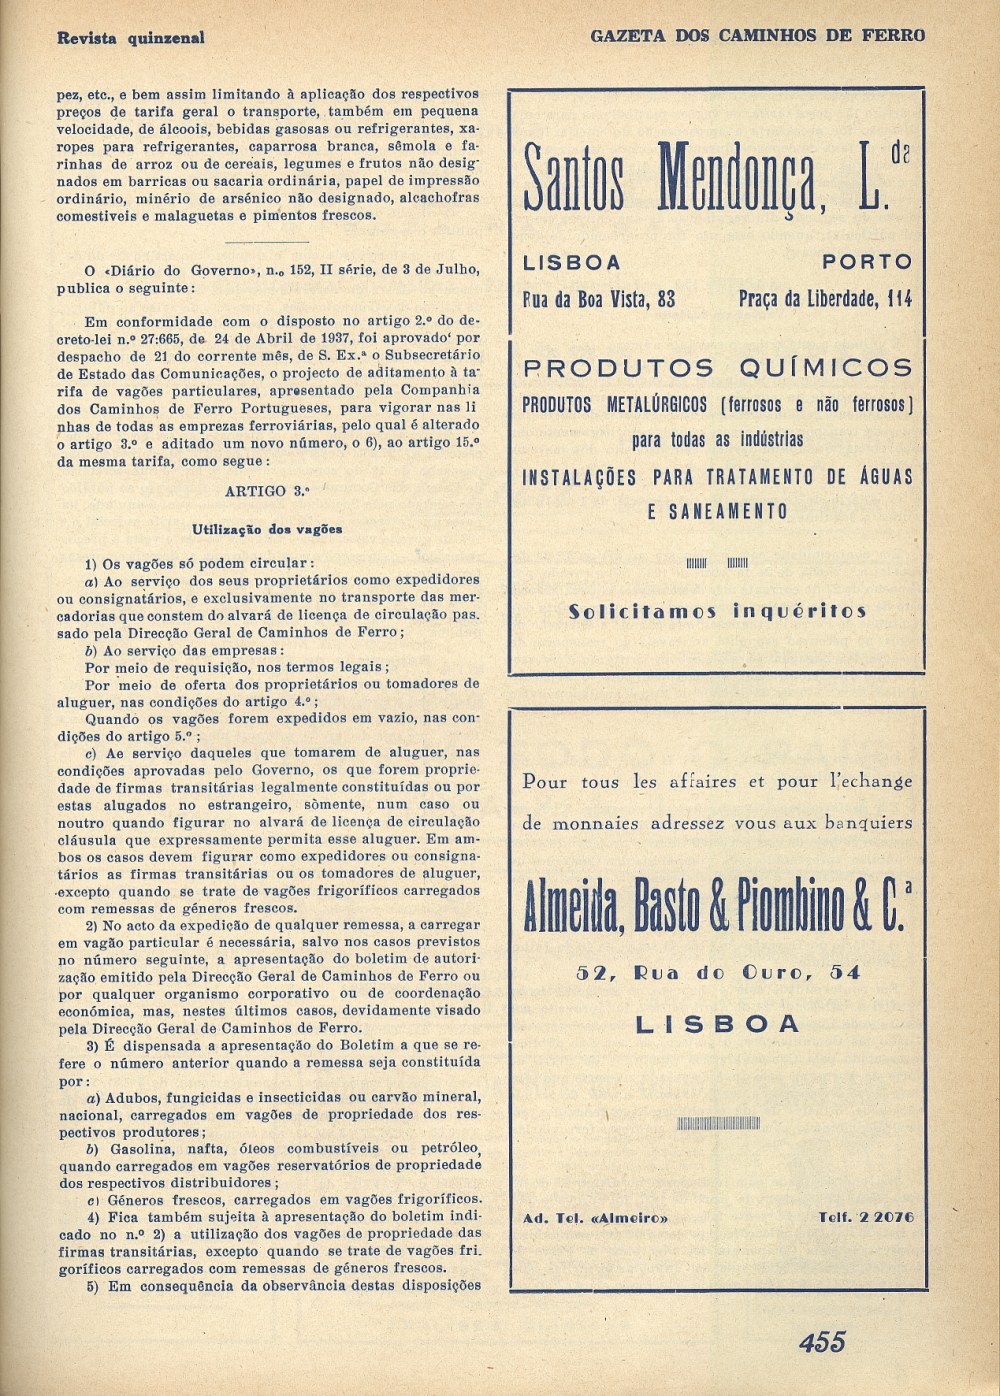 Revista quinzenal
GAZETA DOS CAMINHOS DE FERRO
pez, etc., e bem assim limitando à aplicação dos respectivos
preços de tarifa geral o transporte, também em pequena
velocidade, de álcoois, bebidas gasosas ou refrigerantes, xa-
ropes para refrigerantes, caparrosa branca, sêmola e fa-
rinhas de arroz ou de cereais, legumes e frutos não desig-
nados em barricas ou sacaria ordinária, papel de impressão
ordinário, minério de arsénico não designado, alcachofras
comestiveis e malaguetas e pimentos frescos.
O «Diário do Governo», n.o 152, II série, de 3 de Julho,
publica o seguinte:
Em conformidade com o disposto no artigo 2.º do de-
creto-lei n.º 27:665, de 24 de Abril de 1937, foi aprovado por
despacho de 21 do corrente mês, de S. Ex.ª o Subsecretário
de Estado das Comunicações, o projecto de aditamento à ta-
rifa de vagões particulares, apresentado pela Companhia
dos Caminhos de Ferro Portugueses, para vigorar nas li
nhas de todas as emprezas ferroviárias, pelo qual é alterado
o artigo 3.º e aditado um novo número, o 6), ao artigo 15.º
da mesma tarifa, como segue:
ARTIGO 3.º
Utilização dos vagões
1) Os vagões só podem circular:
a) Ao serviço dos seus proprietários como expedidores
ou consignatários, e exclusivamente no transporte das mer-
cadorias que constem do alvará de licença de circulação pas.
sado pela Direcção Geral de Caminhos de Ferro;
b) Ao serviço das empresas:
Por meio de requisição, nos termos legais;
Por meio de oferta dos proprietários ou tomadores de
aluguer, nas condições do artigo 4.º;
Quando os vagões forem expedidos em vazio, nas con-
dições do artigo 5.º;
c) Ae serviço daqueles que tomarem de aluguer, nas
condições aprovadas pelo Governo, os que forem proprie-
dade de firmas transitárias legalmente constituídas ou por
estas alugados no estrangeiro, sòmente, num caso ou
noutro quando figurar no alvará de licença de circulação
cláusula que expressamente permita esse aluguer. Em am-
bos os casos devem figurar como expedidores ou consigna-
tários as firmas transitárias ou os tomadores de aluguer,
excepto quando se trate de vagões frigoríficos carregados
com remessas de géneros frescos.
2) No acto da expedição de qualquer remessa, a carregar
em vagão particular é necessária, salvo nos casos previstos
no número seguinte, a apresentação do boletim de autori-
zação emitido pela Direcção Geral de Caminhos de Ferro ou
por qualquer organismo corporativo ou de coordenação
económica, mas, nestes últimos casos, devidamente visado
pela Direcção Geral de Caminhos de Ferro.
3) É dispensada a apresentação do Boletim a que se re-
fere o número anterior quando a remessa seja constituída
por:
a) Adubos, fungicidas e insecticidas ou carvão mineral,
nacional, carregados em vagões de propriedade dos res-
pectivos produtores;
b) Gasolina, nafta, óleos combustíveis ou petróleo,
quando carregados em vagões reservatórios de propriedade
dos respectivos distribuidores;
c) Géneros frescos, carregados em vagões frigoríficos.
4) Fica também sujeita à apresentação do boletim indi-
cado no n.º 2) a utilização dos vagões de propriedade das
firmas transitárias, excepto quando se trate de vagões fri.
goríficos carregados com remessas de géneros frescos.
5) Em consequência da observância destas disposições
Santos Mendonça, L.da
LISBOA PORTO
Rua da Boa Vista, 83 Praça da Liberdade, 114
PRODUTOS QUÍMICOS
PRODUTOS METALÚRGICOS (ferrosos e não ferrosos)
para todas as indústrias
INSTALAÇÕES PARA TRATAMENTO DE ÁGUAS
E SANEAMENTO
Solicitamos inquéritos
Pour tous les affaires et pour l'echange
de monnaies adressez vous aux banquiers
Almeida, Basto & Piombino & C.ª
52, Rua do Ouro, 54
LISBOA
Ad. Tel. «Almeiro» Telf. 2 2076
455